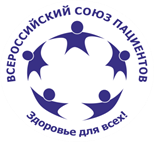 ВСЕРОССИЙСКИЙ СОЮЗ ПАЦИЕНТОВ
Здоровье для всех!